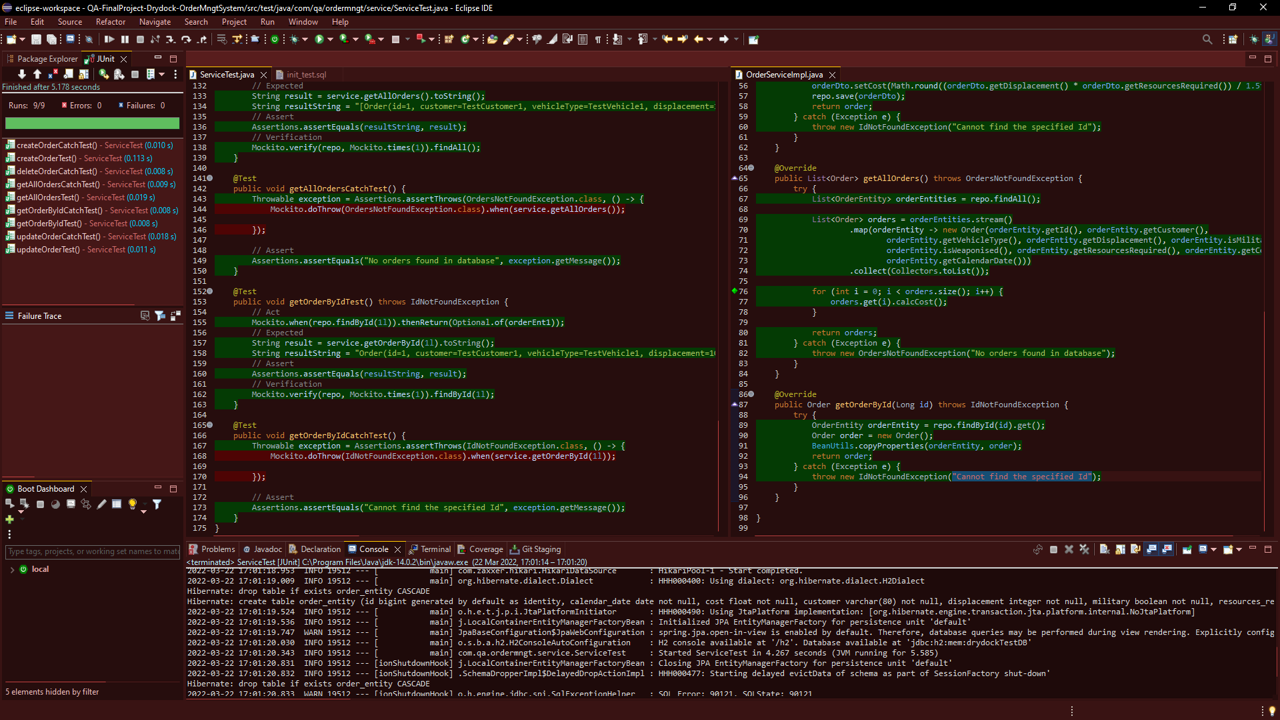 eclipse-workspace - QA-FinalProject-Drydock-OrderMngtSystem/src/test/java/com/qa/ordermngt/service/ServiceTest.java - Eclipse IDE
File Edit Source Refactor Navigate Search Project Run Window Help
Package Explorer JUnit
Finished after 5.178 seconds
Runs: 9/9 Errors: 0 Failures: 0
createOrderCatchTest() - ServiceTest (0.010 s)
createOrderTest() - ServiceTest (0.113 s)
deleteOrderCatchTest() - ServiceTest (0.008 s)
getAllOrdersCatchTest() - ServiceTest (0.009 s)
getAllOrdersTest() - ServiceTest (0.019 s)
getOrderByIdCatchTest() - ServiceTest (0.008 s)
getOrderByIdTest() - ServiceTest (0.008 s)
updateOrderCatchTest() - ServiceTest (0.018 s)
updateOrderTest() - ServiceTest (0.011 s)
Failure Trace
Boot Dashboard
Type tags, projects, or working set names to mat
local
5 elements hidden by filter
ServiceTest.java init_test.sql
132 // Expected
133 String result = service.getAllOrders().toString();
134 String resultString = "[Order(id=1, customer=TestCustomer1, vehicleType=TestVehicle1, displacement=
135 // Assert
136 Assertions.assertEquals(resultString, result);
137 // Verification
138 Mockito.verify(repo, Mockito.times(1)).findAll();
139 }
140
141 @Test
142 public void getAllOrdersCatchTest() {
143 Throwable exception = Assertions.assertThrows(OrdersNotFoundException.class, () -> {
144 Mockito.doThrow(OrdersNotFoundException.class).when(service.getAllOrders());
145
146 });
147
148 // Assert
149 Assertions.assertEquals("No orders found in database", exception.getMessage());
150 }
151
152 @Test
153 public void getOrderByIdTest() throws IdNotFoundException {
154 // Act
155 Mockito.when(repo.findById(1l)).thenReturn(Optional.of(orderEnt1));
156 // Expected
157 String result = service.getOrderById(1l).toString();
158 String resultString = "Order(id=1, customer=TestCustomer1, vehicleType=TestVehicle1, displacement=1
159 // Assert
160 Assertions.assertEquals(resultString, result);
161 // Verification
162 Mockito.verify(repo, Mockito.times(1)).findById(1l);
163 }
164
165 @Test
166 public void getOrderByIdCatchTest() {
167 Throwable exception = Assertions.assertThrows(IdNotFoundException.class, () -> {
168 Mockito.doThrow(IdNotFoundException.class).when(service.getOrderById(1l));
169
170 });
171
172 // Assert
173 Assertions.assertEquals("Cannot find the specified Id", exception.getMessage());
174 }
175 }
OrderServiceImpl.java
56 orderDto.setCost(Math.round((orderDto.getDisplacement() * orderDto.getResourcesRequired()) / 1.5
57 repo.save(orderDto);
58 return order;
59 } catch (Exception e) {
60 throw new IdNotFoundException("Cannot find the specified Id");
61 }
62 }
63
64 @Override
65 public List<Order> getAllOrders() throws OrdersNotFoundException {
66 try {
67 List<OrderEntity> orderEntities = repo.findAll();
68
69 List<Order> orders = orderEntities.stream()
70 .map(orderEntity -> new Order(orderEntity.getId(), orderEntity.getCustomer(),
71 orderEntity.getVehicleType(), orderEntity.getDisplacement(), orderEntity.isMilit
72 orderEntity.isWeaponised(), orderEntity.getResourcesRequired(), orderEntity.getC
73 orderEntity.getCalendarDate()))
74 .collect(Collectors.toList());
75
76 for (int i = 0; i < orders.size(); i++) {
77 orders.get(i).calcCost();
78 }
79
80 return orders;
81 } catch (Exception e) {
82 throw new OrdersNotFoundException("No orders found in database");
83 }
84 }
85
86 @Override
87 public Order getOrderById(Long id) throws IdNotFoundException {
88 try {
89 OrderEntity orderEntity = repo.findById(id).get();
90 Order order = new Order();
91 BeanUtils.copyProperties(orderEntity, order);
92 return order;
93 } catch (Exception e) {
94 throw new IdNotFoundException("Cannot find the specified Id");
95 }
96 }
97
98 }
99
Problems Javadoc Declaration Console Terminal Coverage Git Staging
<terminated> ServiceTest [JUnit] C:\Program Files\Java\jdk-14.0.2\bin\javaw.exe (22 Mar 2022, 17:01:14 – 17:01:20)
2022-03-22 17:01:18.953 INFO 19512 --- [ main] com.zaxxer.hikari.HikariDataSource : HikariPool-1 - Start completed.
2022-03-22 17:01:19.009 INFO 19512 --- [ main] org.hibernate.dialect.Dialect : HHH000400: Using dialect: org.hibernate.dialect.H2Dialect
Hibernate: drop table if exists order_entity CASCADE
Hibernate: create table order_entity (id bigint generated by default as identity, calendar_date date not null, cost float not null, customer varchar(80) not null, displacement integer not null, military boolean not null, resources_re
2022-03-22 17:01:19.524 INFO 19512 --- [ main] o.h.e.t.j.p.i.JtaPlatformInitiator : HHH000490: Using JtaPlatform implementation: [org.hibernate.engine.transaction.jta.platform.internal.NoJtaPlatform]
2022-03-22 17:01:19.536 INFO 19512 --- [ main] j.LocalContainerEntityManagerFactoryBean : Initialized JPA EntityManagerFactory for persistence unit 'default'
2022-03-22 17:01:19.747 WARN 19512 --- [ main] JpaBaseConfiguration$JpaWebConfiguration : spring.jpa.open-in-view is enabled by default. Therefore, database queries may be performed during view rendering. Explicitly config
2022-03-22 17:01:20.030 INFO 19512 --- [ main] o.s.b.a.h2.H2ConsoleAutoConfiguration : H2 console available at '/h2'. Database available at 'jdbc:h2:mem:drydockTestDB'
2022-03-22 17:01:20.343 INFO 19512 --- [ main] com.qa.ordermngt.service.ServiceTest : Started ServiceTest in 4.267 seconds (JVM running for 5.585)
2022-03-22 17:01:20.831 INFO 19512 --- [ionShutdownHook] j.LocalContainerEntityManagerFactoryBean : Closing JPA EntityManagerFactory for persistence unit 'default'
2022-03-22 17:01:20.832 INFO 19512 --- [ionShutdownHook] .SchemaDropperImpl$DelayedDropActionImpl : HHH000477: Starting delayed evictData of schema as part of SessionFactory shut-down'
Hibernate: drop table if exists order_entity CASCADE
2022-03-22 17:01:20.833 WARN 19512 --- [ionShutdownHook] o.h.engine.jdbc.spi.SqlExceptionHelper : SQL Error: 90121, SQLState: 90121